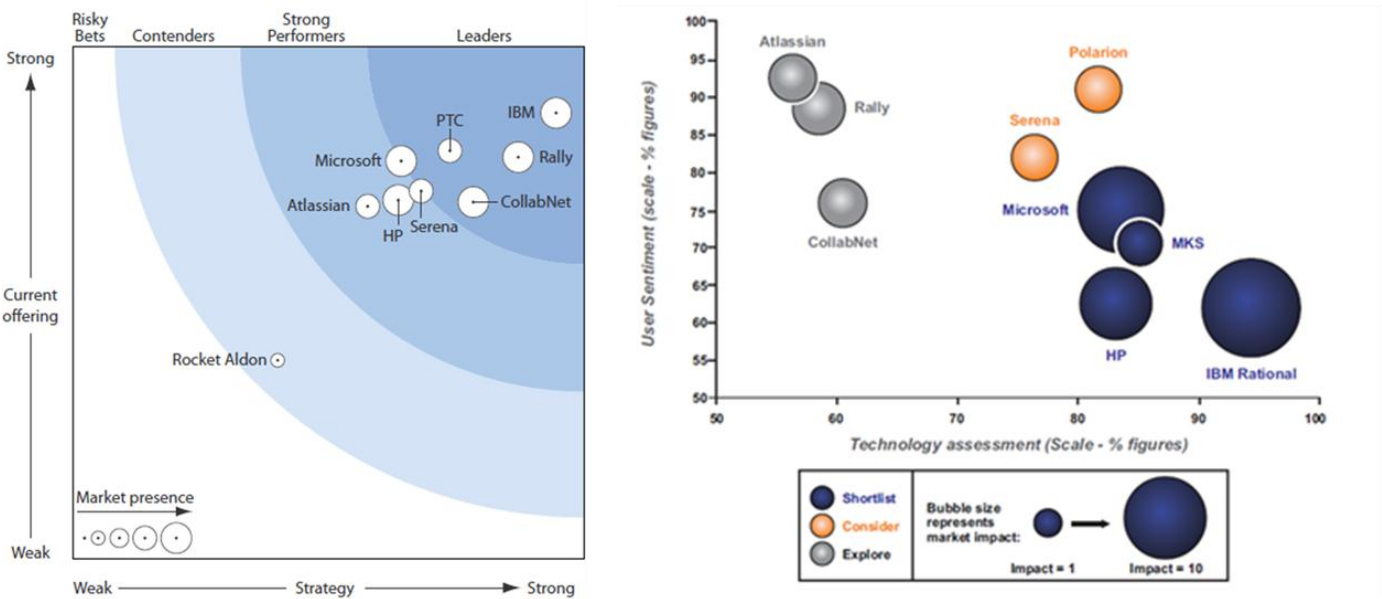 Risky
Bets
Contenders
Strong
Performers
Leaders
Strong
IBM
PTC
Microsoft
Rally
Atlassian
CollabNet
HP
Serena
Current
offering
Rocket Aldon
Market presence
Weak
Weak
Strategy
Strong
100
95
90
85
80
75
70
65
60
55
50
User Sentiment (scale - % figures)
Atlassian
Polarion
Rally
Serena
Microsoft
CollabNet
MKS
HP
IBM Rational
50
60
70
80
90
100
Technology assessment (Scale - % figures)
Shortlist
Consider
Explore
Bubble size
represents
market impact:
Impact = 1
Impact = 10